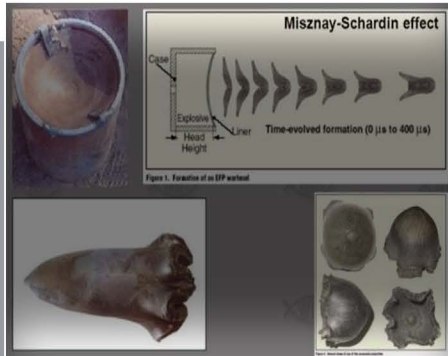 Misznay-Schardin effect
Case
Explosive
Liner
Head
Height
Time-evolved formation (0 µs to 400 µs)
Figure 1. Formation of an EFP warhead